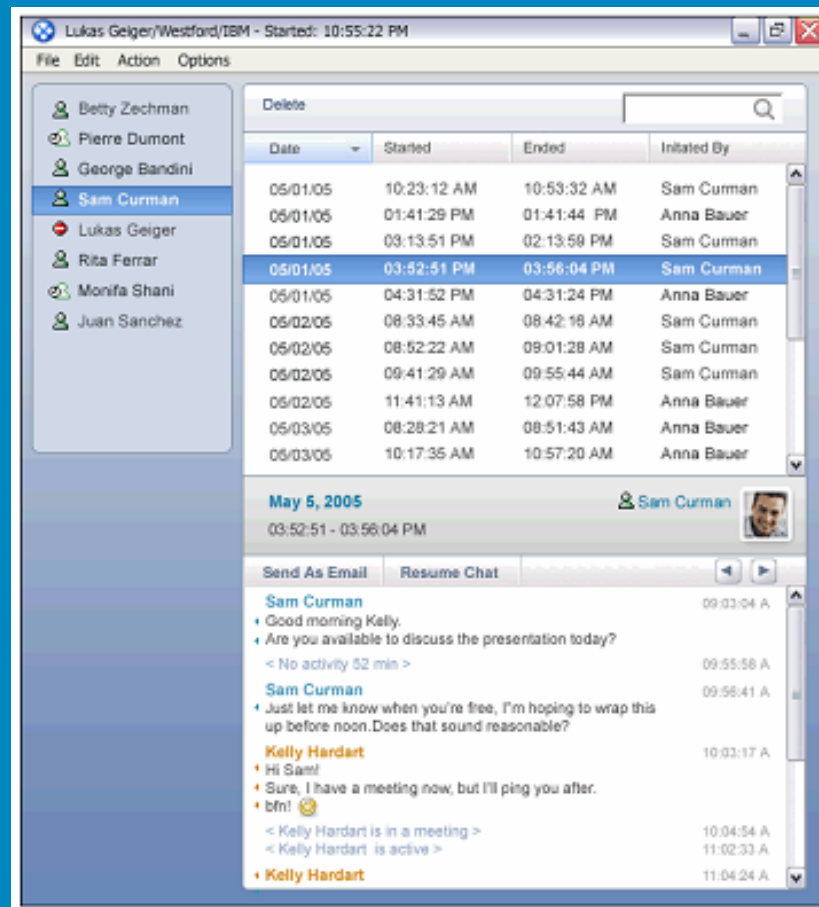 Lukas Geiger/Westford/IBM - Started: 10:55:22 PM
File Edit Action Options
Betty Zechman
Pierre Dumont
George Bandini
Sam Curman
Lukas Geiger
Rita Ferrar
Monifa Shani
Juan Sanchez
Delete
Date Started Ended Initated By
05/01/05 10:23:12 AM 10:53:32 AM Sam Curman
05/01/05 01:41:29 PM 01:41:44 PM Anna Bauer
05/01/05 03:13:51 PM 02:13:59 PM Sam Curman
05/01/05 03:52:51 PM 03:56:04 PM Sam Curman
05/01/05 04:31:52 PM 04:31:24 PM Anna Bauer
05/02/05 08:33:45 AM 08:42:16 AM Sam Curman
05/02/05 08:52:22 AM 09:01:28 AM Sam Curman
05/02/05 09:41:29 AM 09:55:44 AM Sam Curman
05/02/05 11:41:13 AM 12:07:58 PM Anna Bauer
05/03/05 08:28:21 AM 08:51:43 AM Anna Bauer
05/03/05 10:17:35 AM 10:57:20 AM Anna Bauer
May 5, 2005 Sam Curman
03:52:51 - 03:56:04 PM
Send As Email Resume Chat
Sam Curman 09:03:04 A
Good morning Kelly.
Are you available to discuss the presentation today?
< No activity 52 min > 09:55:58 A
Sam Curman 09:56:41 A
Just let me know when you're free, I'm hoping to wrap this
up before noon.Does that sound reasonable?
Kelly Hardart 10:03:17 A
Hi Sam!
Sure, I have a meeting now, but I'll ping you after.
bfn!
< Kelly Hardart is in a meeting > 10:04:54 A
< Kelly Hardart is active > 11:02:33 A
Kelly Hardart 11:04:24 A